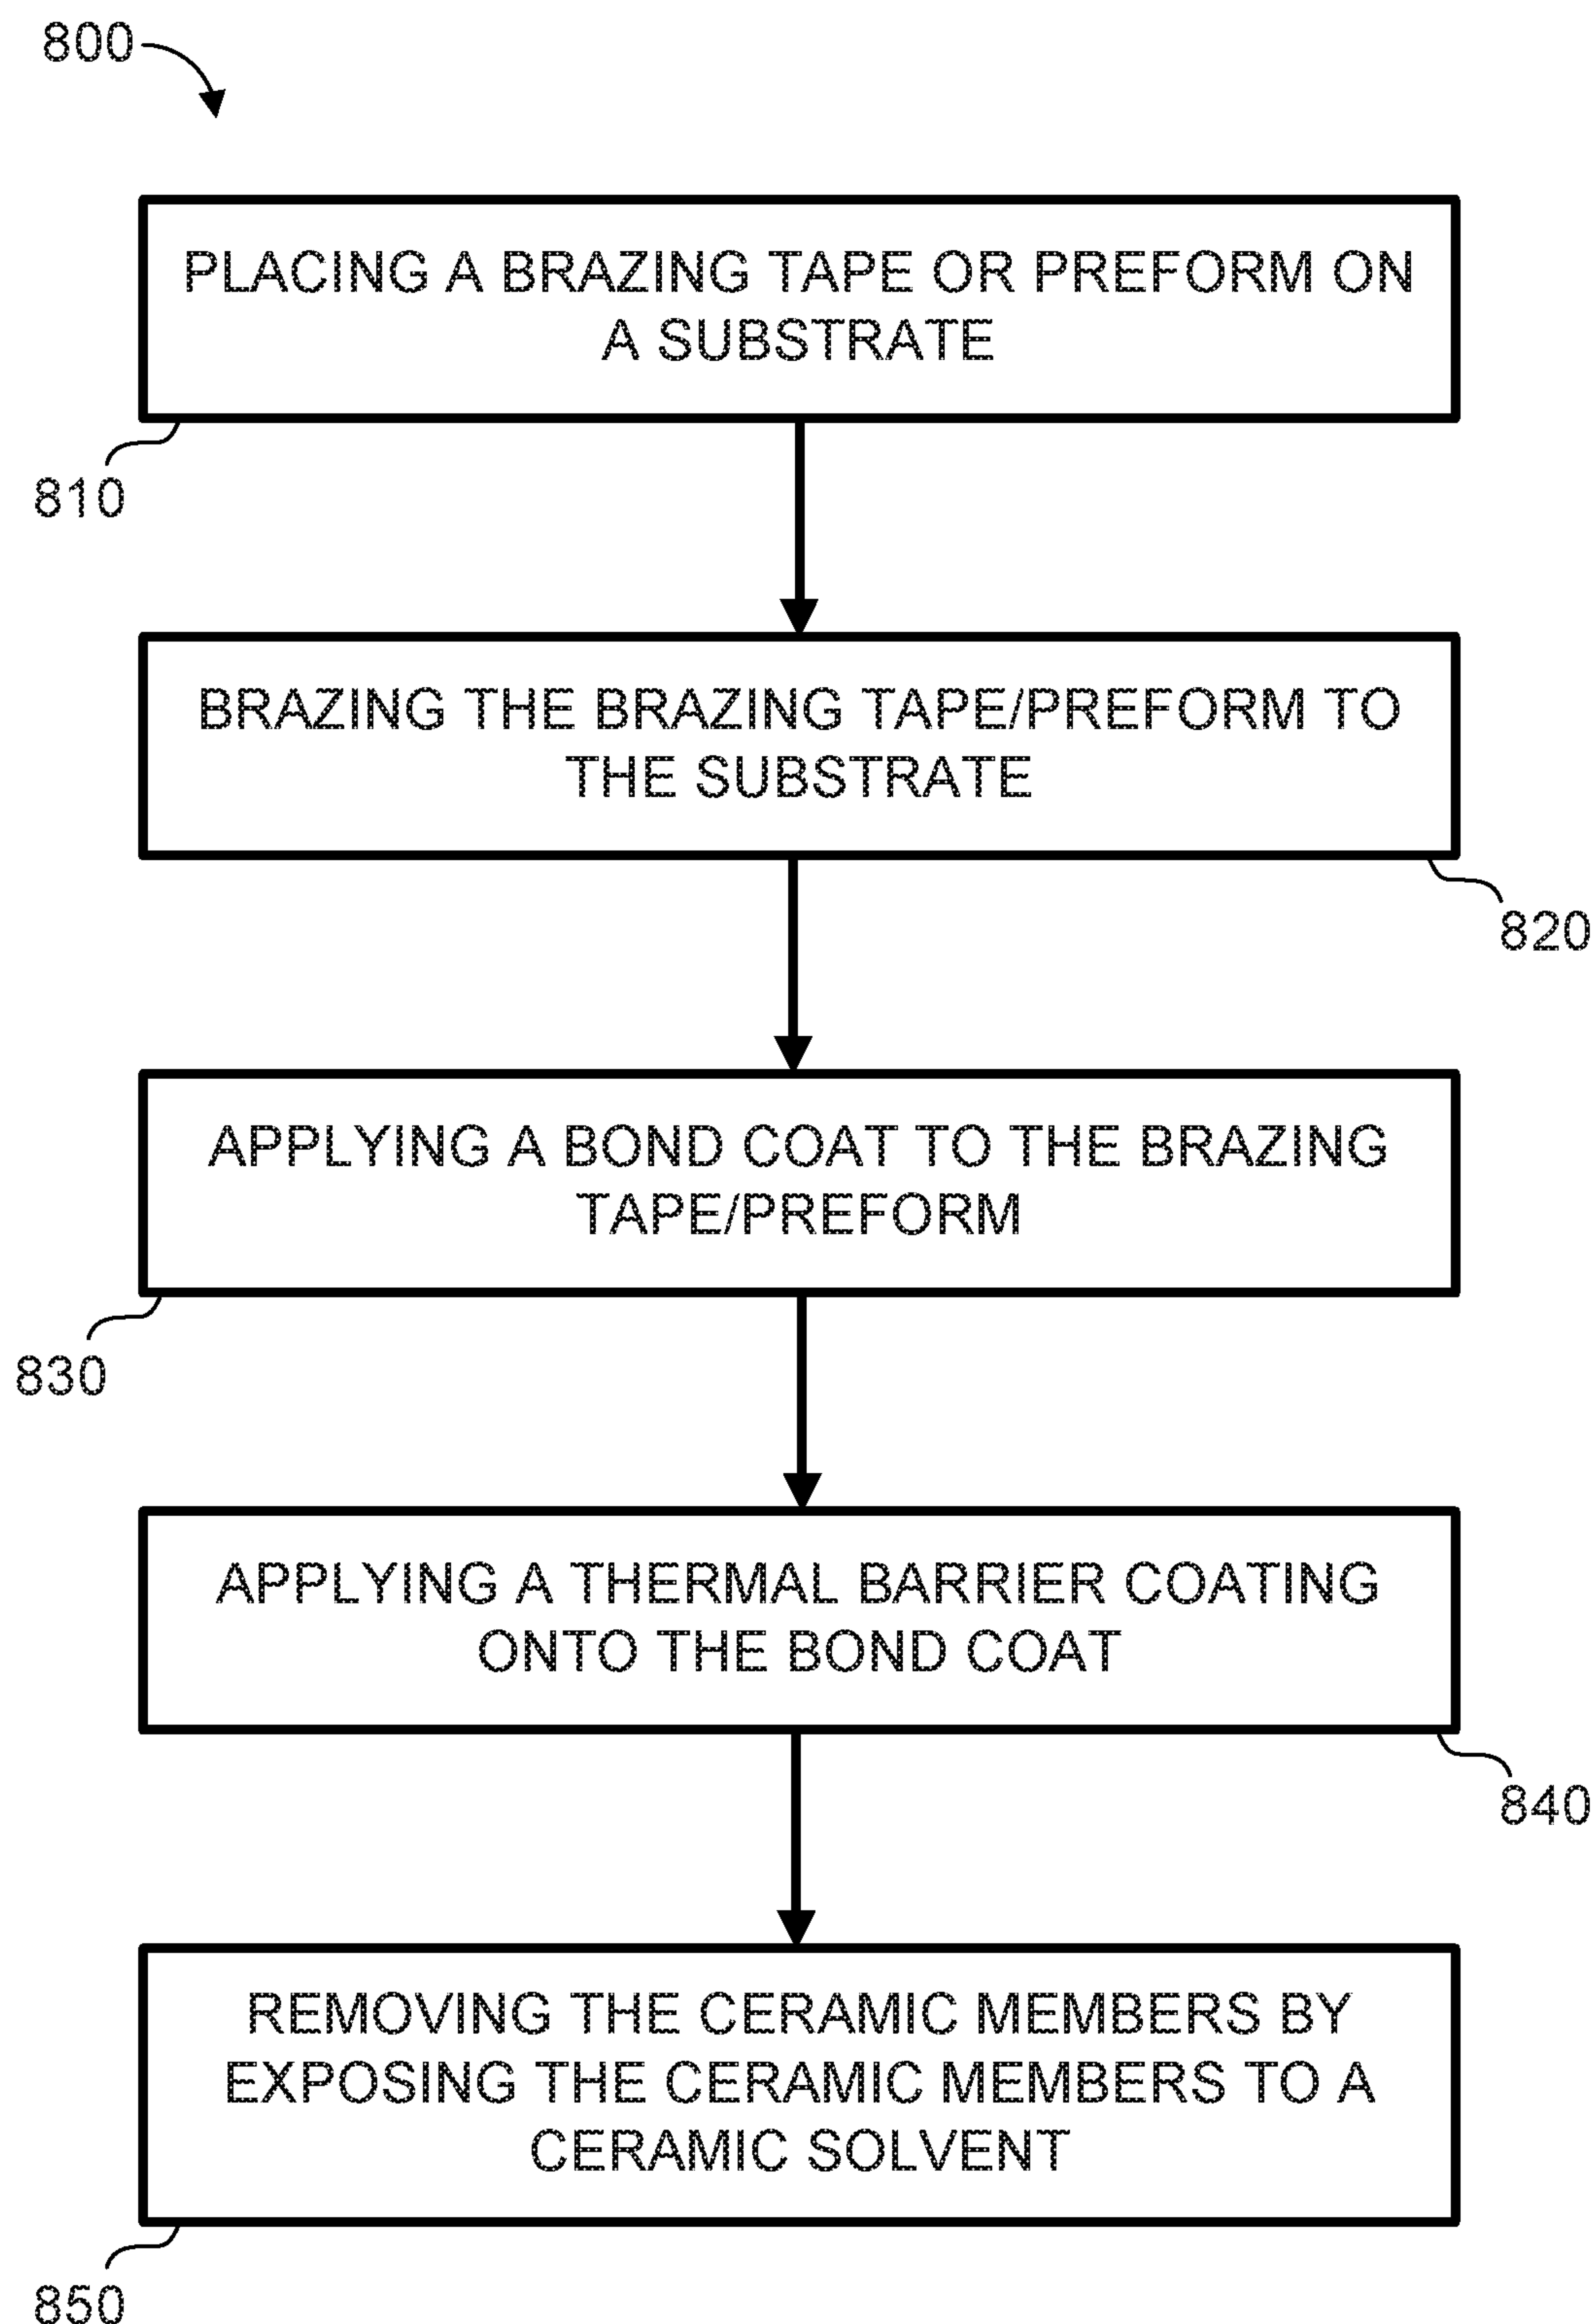 800
PLACING A BRAZING TAPE OR PREFORM ON
A SUBSTRATE
810
BRAZING THE BRAZING TAPE/PREFORM TO
THE SUBSTRATE
820
APPLYING A BOND COAT TO THE BRAZING
TAPE/PREFORM
830
APPLYING A THERMAL BARRIER COATING
ONTO THE BOND COAT
840
REMOVING THE CERAMIC MEMBERS BY
EXPOSING THE CERAMIC MEMBERS TO A
CERAMIC SOLVENT
850